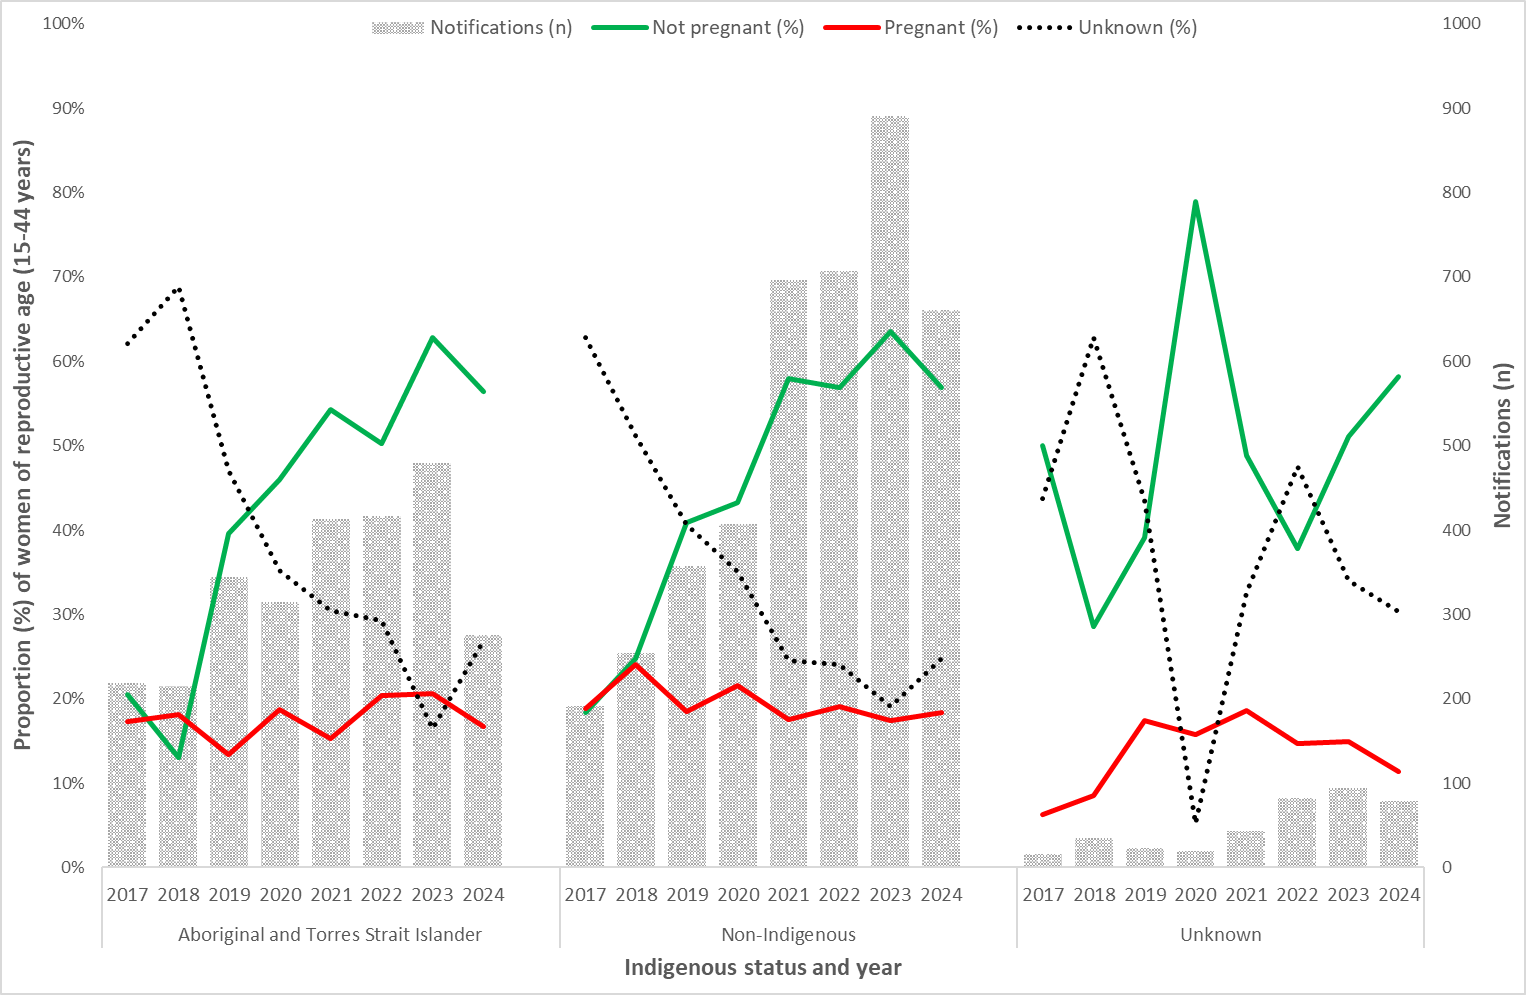 Notifications (n) Not pregnant (%) Pregnant (%) Unknown (%)
100% 1000
90% 900
80% 800
70% 700
60% 600
50% 500
40% 400
30% 300
20% 200
10% 100
0% 0
Proportion (%) of women of reproductive age (15-44 years)
Notifications (n)
2017 2018 2019 2020 2021 2022 2023 2024 2017 2018 2019 2020 2021 2022 2023 2024 2017 2018 2019 2020 2021 2022 2023 2024
Aboriginal and Torres Strait Islander Non-Indigenous Unknown
Indigenous status and year